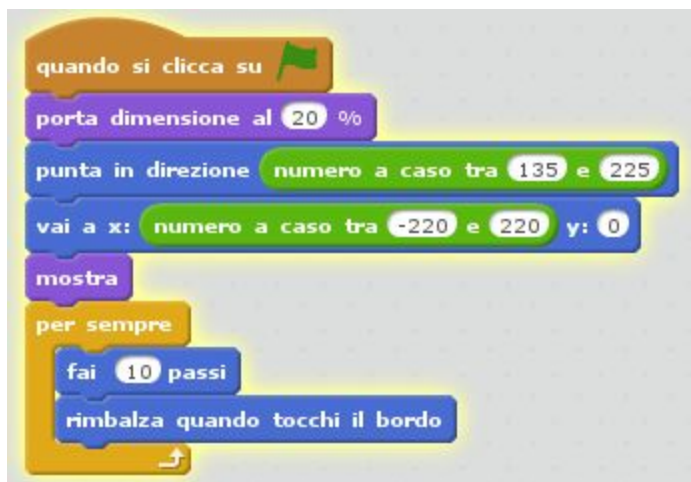 quando si clicca su
porta dimensione al 20 %
punta in direzione numero a caso tra 135 e 225
vai a x: numero a caso tra -220 e 220 y: 0
mostra
per sempre
fai 10 passi
rimbalza quando tocchi il bordo